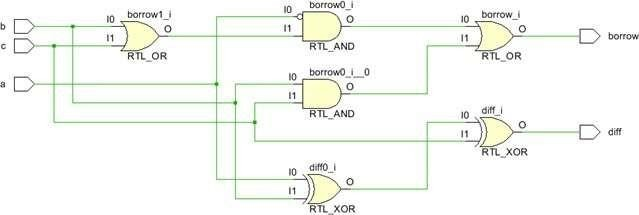 borrow0_i
borrow1_i
borrow_i
b
I0
I0
I0
O
O
O
borrow
c
I1
I1
I1
RTL_OR
RTL_AND
RTL_OR
a
borrow0_i__0
I0
O
I1
RTL_AND
diff_i
I0
O
diff
I1
RTL_XOR
diff0_i
I0
O
I1
RTL_XOR